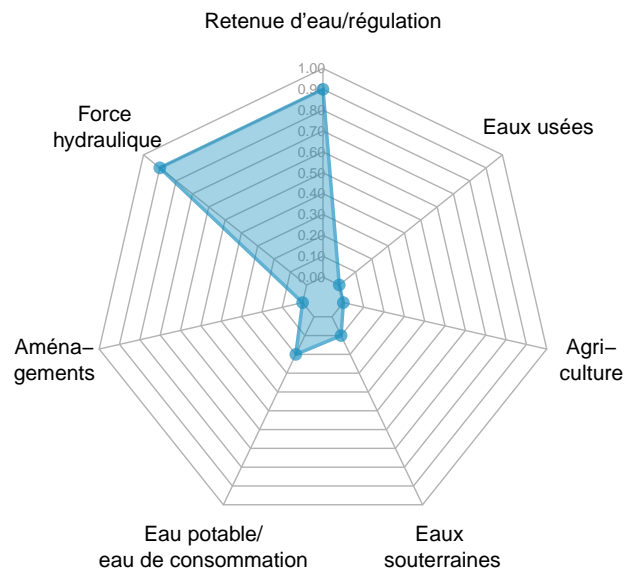 Retenue d'eau/régulation
1.00
0.90
0.80
0.70
0.60
0.50
0.40
0.30
0.20
0.10
0.00
Force
hydraulique
Eaux usées
Aména–
gements
Agri–
culture
Eau potable/
eau de consommation
Eaux
souterraines